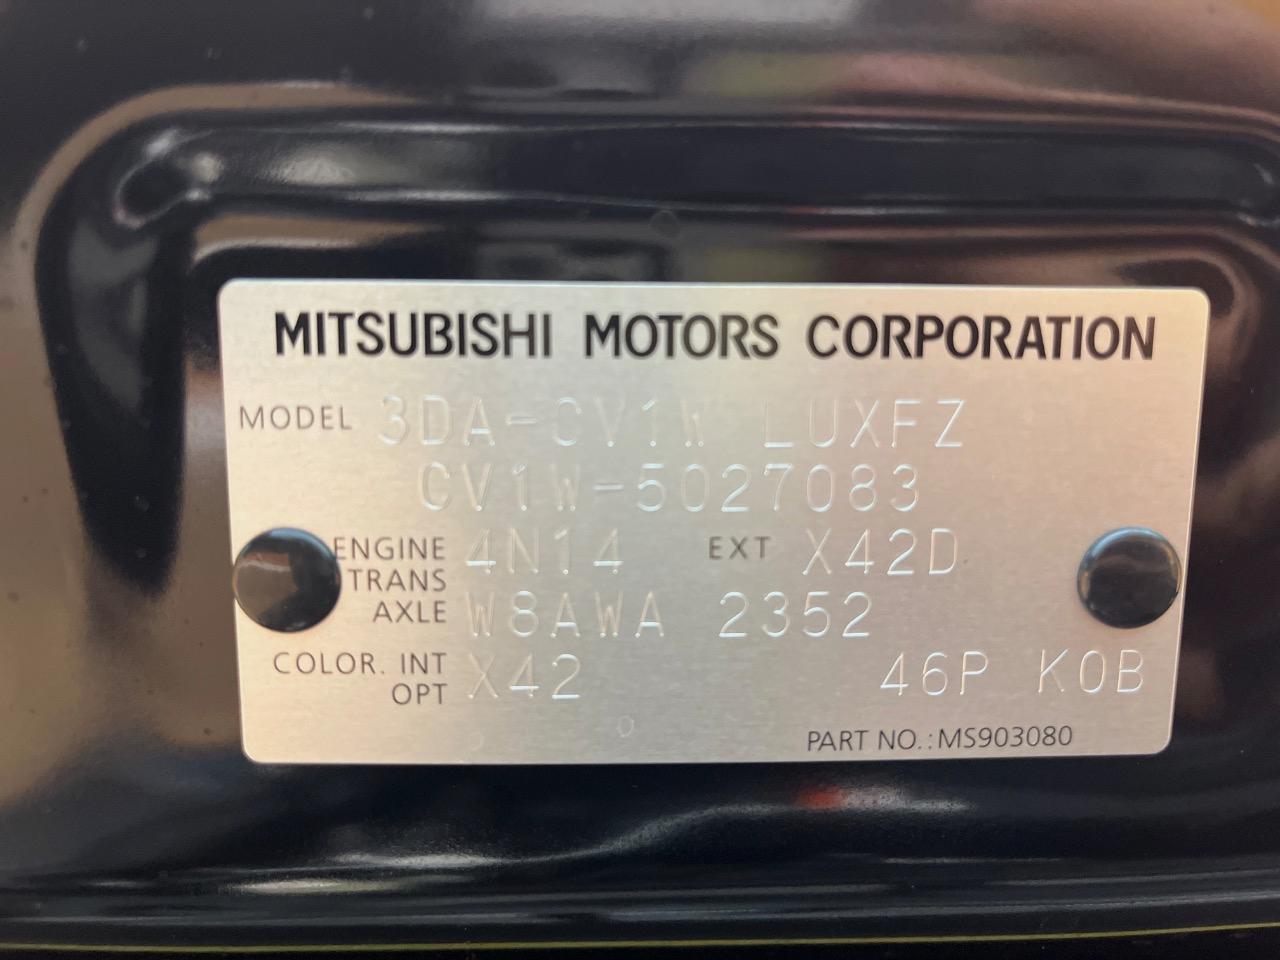 MITSUBISHI MOTORS CORPORATION
MODEL 3DA-CV1W LUXFZ
CV1W-5027083
ENGINE 4N14 EXT X42D
TRANS
AXLE W8AWA 2352
COLOR. INT X42 46P K0B
OPT
PART NO.: MS903080